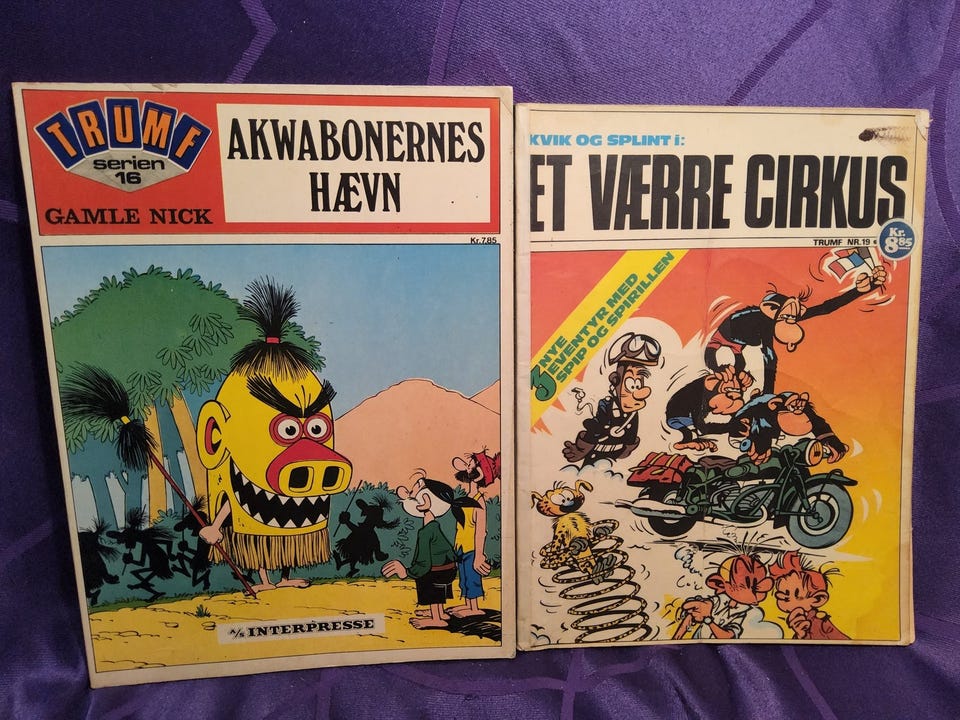 TRUMF
serien
16
GAMLE NICK
AKWABONERNES
HÆVN
Kr.7.85
A/S INTERPRESSE
KVIK OG SPLINT i:
ET VÆRRE CIRKUS
TRUMF NR.19
Kr.
8.85
3 NYE
EVENTYR MED
SPIP OG SPIRILLEN